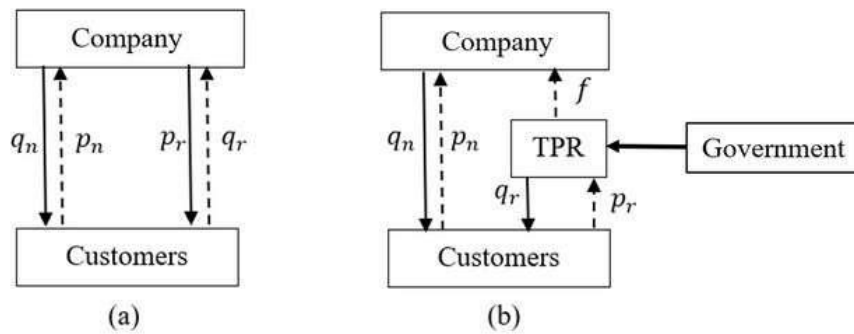 Company
q_n p_n p_r q_r
Customers
(a)
Company
f
q_n p_n TPR Government
q_r p_r
Customers
(b)